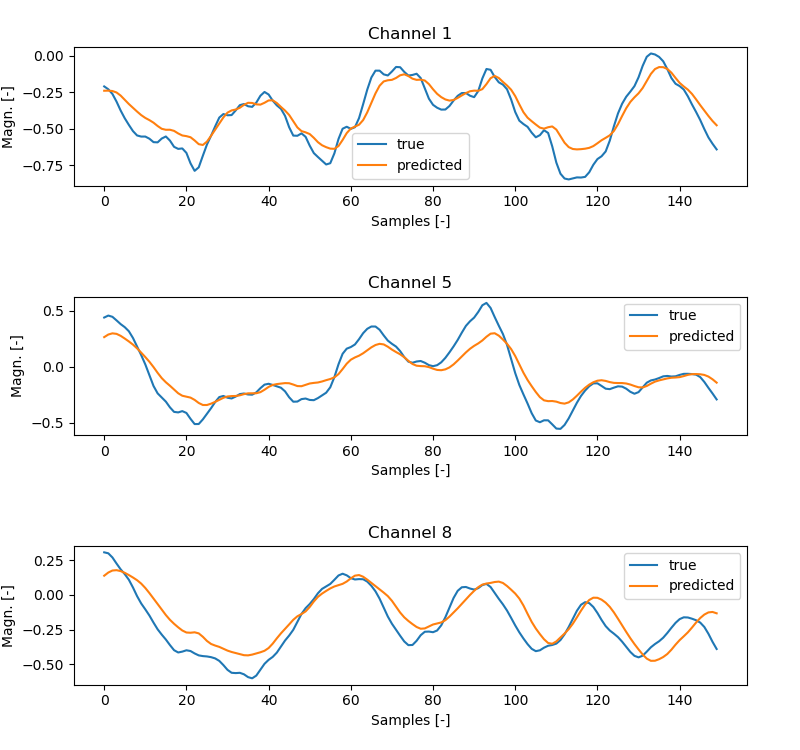 Channel 1
0.00
−0.25
−0.50
−0.75
Magn. [-]
true
predicted
0 20 40 60 80 100 120 140
Samples [-]
Channel 5
0.5
0.0
−0.5
Magn. [-]
true
predicted
0 20 40 60 80 100 120 140
Samples [-]
Channel 8
0.25
0.00
−0.25
−0.50
Magn. [-]
true
predicted
0 20 40 60 80 100 120 140
Samples [-]